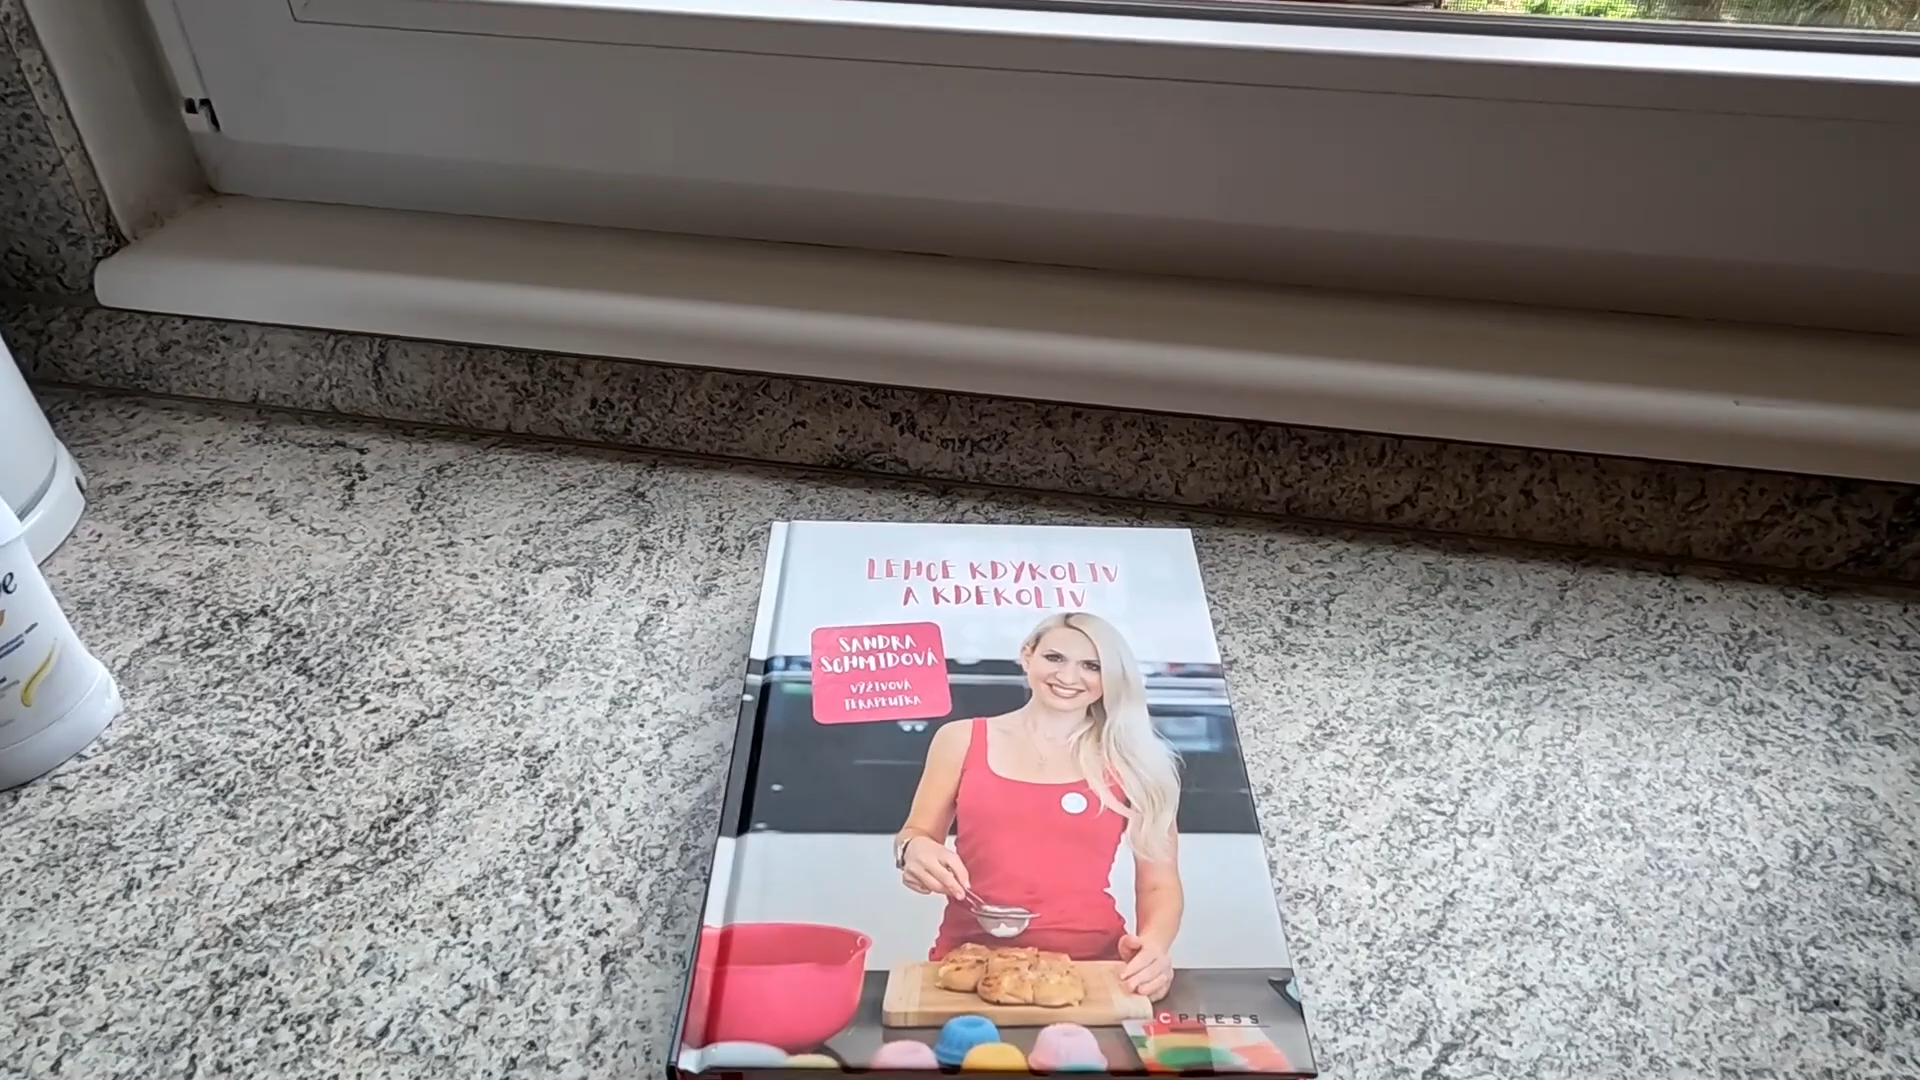 LEHCE KDYKOLIV
A KDEKOLIV
SANDRA
SCHMIDOVÁ
VÝŽIVOVÁ
TERAPEUTKA
CPRESS